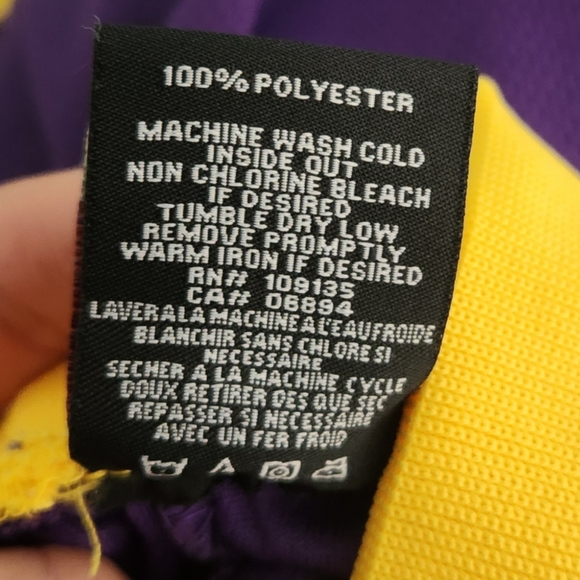 100% POLYESTER
MACHINE WASH COLD
INSIDE OUT
NON CHLORINE BLEACH
IF DESIRED
TUMBLE DRY LOW
REMOVE PROMPTLY
WARM IRON IF DESIRED
RN# 109135
CA# 06894
LAVER A LA MACHINE A L'EAU FROIDE
BLANCHIR SANS CHLORE SI
NECESSAIRE
SECHER A LA MACHINE CYCLE
DOUX RETIRER DES QUE SEC
REPASSER SI NECESSAIRE
AVEC UN FER FROID